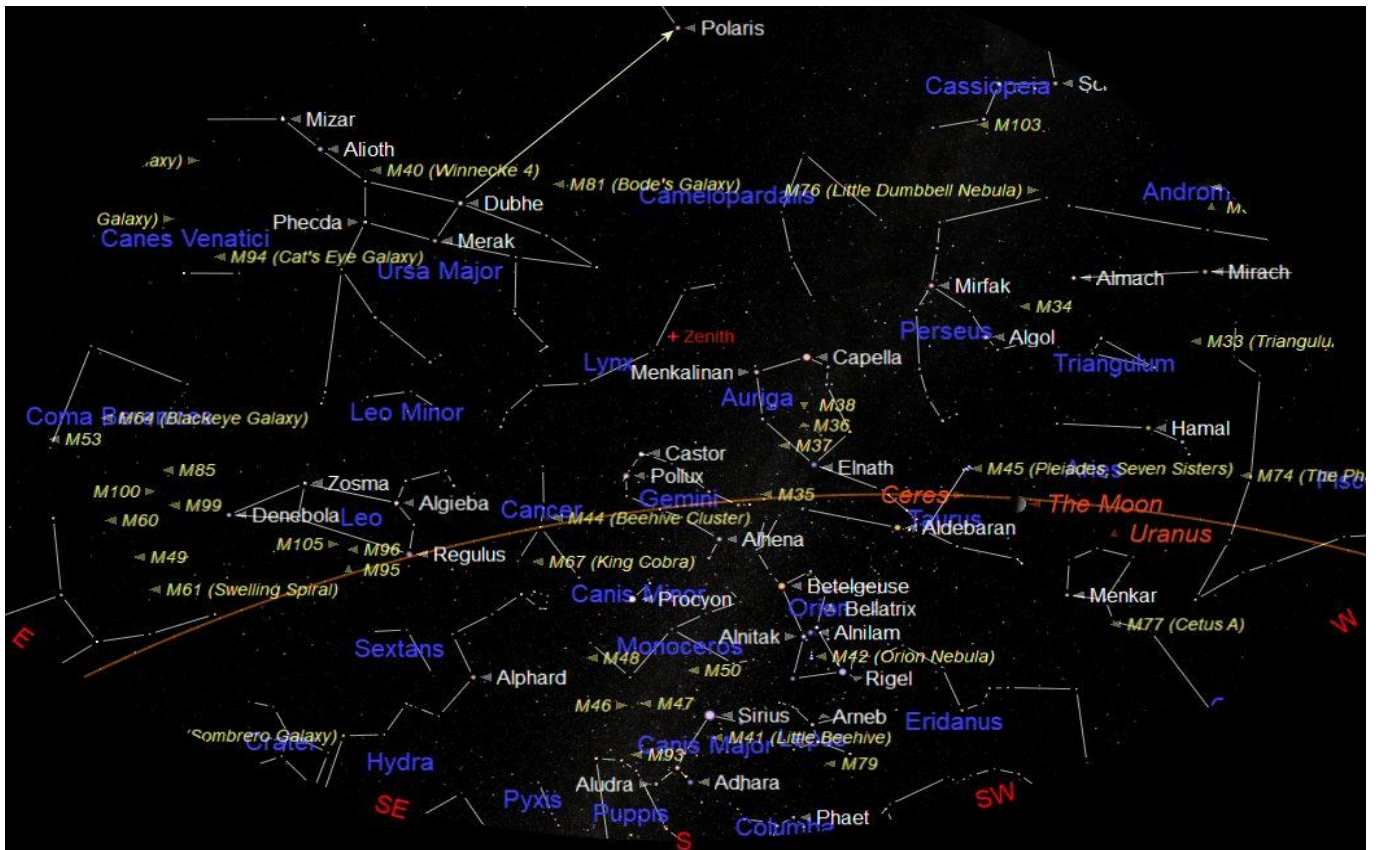 Polaris
Cassiopeia
M103
Mizar
Alioth
M40 (Winnecke 4)
M81 (Bode's Galaxy)
Camelopardalis
M76 (Little Dumbbell Nebula)
Dubhe
Phecda
Galaxy)
Canes Venatici
Merak
M94 (Cat's Eye Galaxy)
Ursa Major
Mirfak
Almach
Mirach
M34
Perseus
Algol
Zenith
Lynx
Capella
Triangulum
Menkalinan
Auriga
M38
M36
M37
Leo Minor
M64 (Blackeye Galaxy)
M53
Hamal
Castor
Pollux
Elnath
M45 (Pleiades, Seven Sisters)
Aries
M85
Zosma
M100
M99
Algieba
Gemini
M35
Ceres
The Moon
Denebola
Leo
Cancer
M44 (Beehive Cluster)
Taurus
Aldebaran
Uranus
M60
M105
M96
M95
Regulus
Alhena
M49
M67 (King Cobra)
M61 (Swelling Spiral)
Canis Minor
Procyon
Betelgeuse
Orion
Bellatrix
Menkar
M77 (Cetus A)
E
W
Sextans
Monoceros
Alnitak
Alnilam
M48
M50
M42 (Orion Nebula)
Alphard
Rigel
M46
M47
Sirius
Arneb
Eridanus
(Sombrero Galaxy)
Crater
Canis Major
M41 (Little Beehive)
Hydra
M93
M79
Aludra
Adhara
SE
SW
Pyxis
Puppis
Columba
Phaet
S